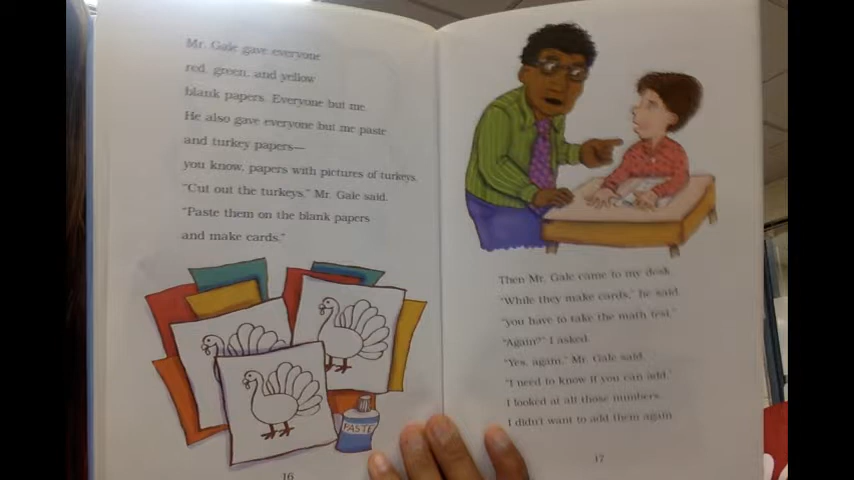 Mr. Gale gave everyone
red, green, and yellow
blank papers. Everyone but me.
He also gave everyone but me paste
and turkey papers—
you know, papers with pictures of turkeys.
"Cut out the turkeys," Mr. Gale said.
"Paste them on the blank papers
and make cards."
PASTE
16
Then Mr. Gale came to my desk.
"While they make cards," he said,
"you have to take the math test."
"Again?" I asked.
"Yes, again," Mr. Gale said.
"I need to know if you can add."
I looked at all those numbers.
I didn't want to add them again.
17